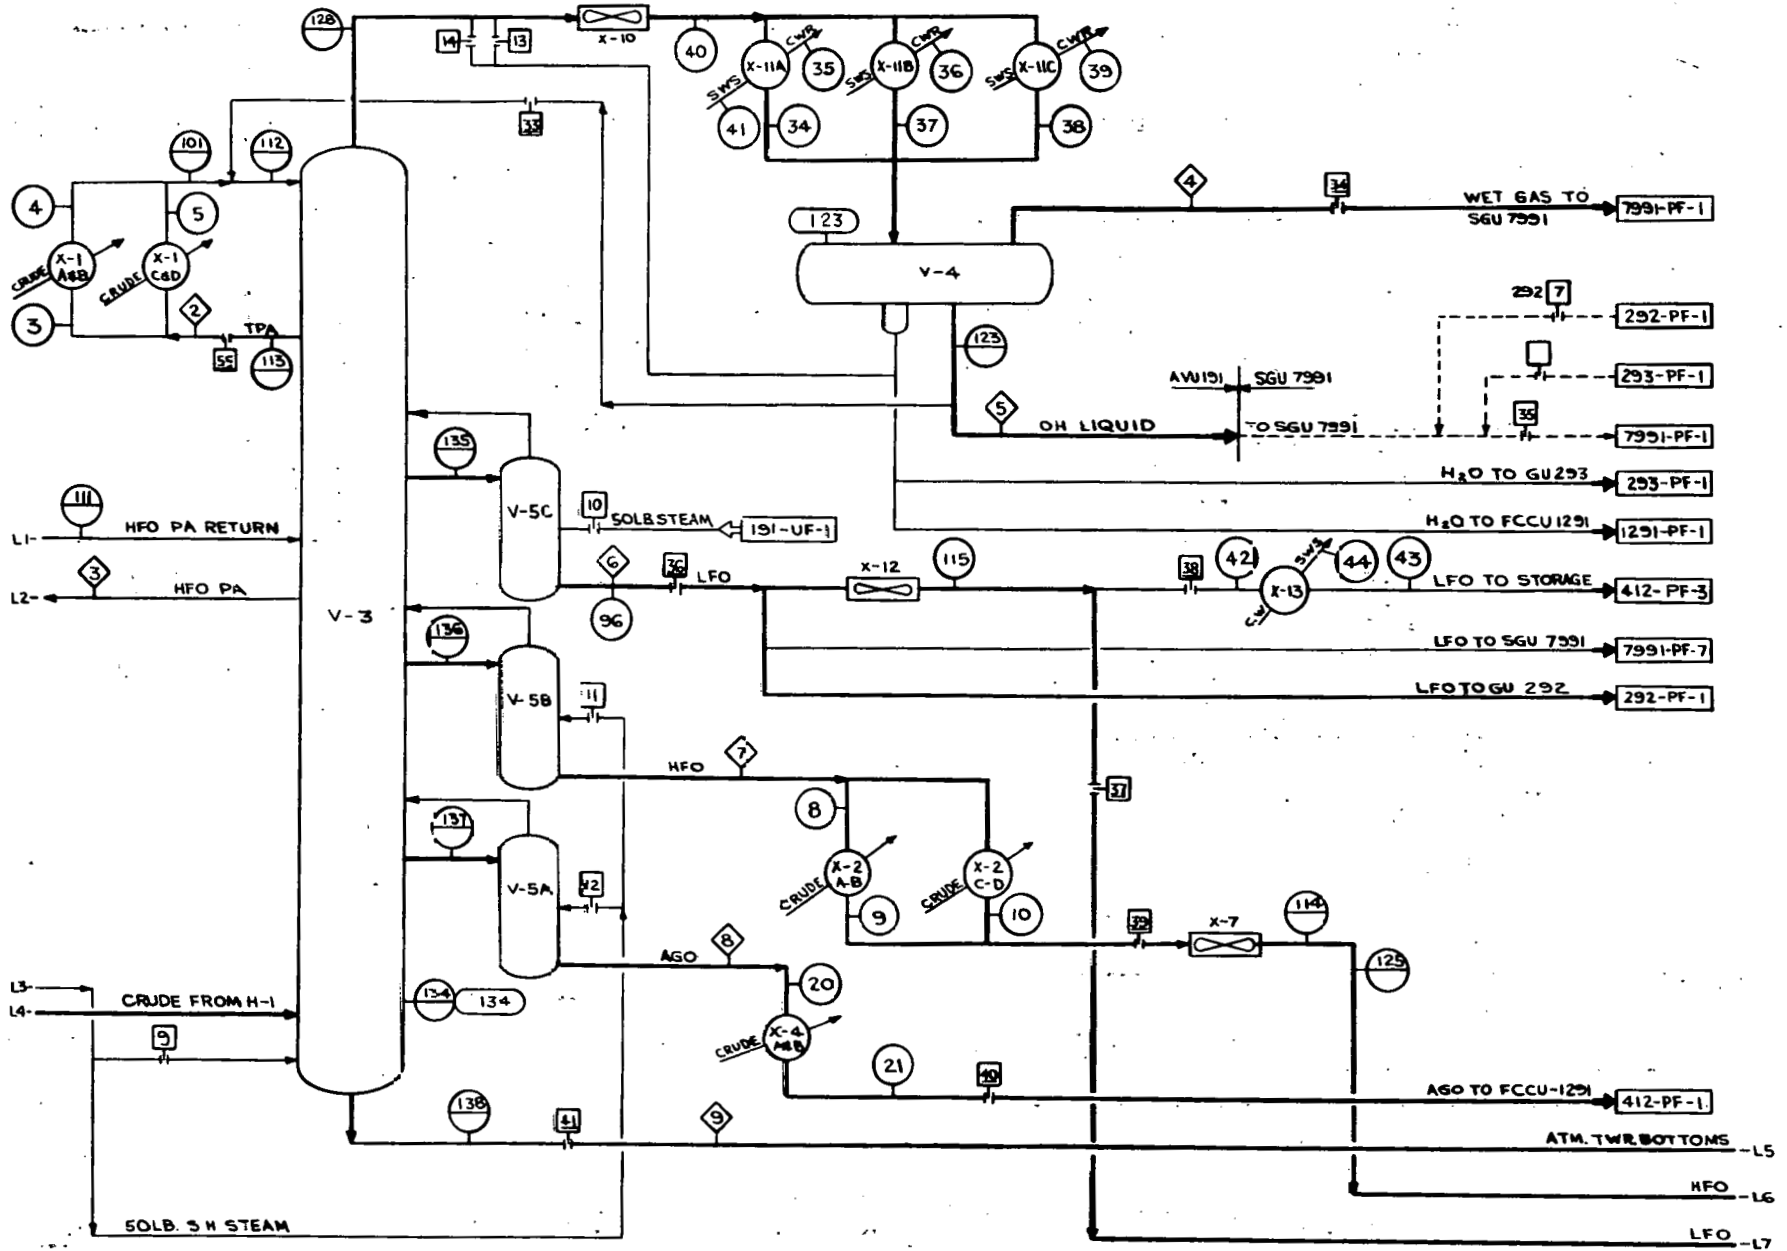 128
14
13
X-10
40
X-11A
CWR
35
SWS
41
34
X-11B
CWR
36
SWS
37
X-11C
CWR
39
SWS
38
33
101
112
4
5
X-1
A&B
CRUDE
X-1
C&D
CRUDE
3
2
TPA
55
113
123
V-4
4
34
WET GAS TO
SGU 7991
7991-PF-1
292
7
292-PF-1
123
AVU191
SGU 7991
293-PF-1
5
OH LIQUID
TO SGU 7991
35
7991-PF-1
H2O TO GU293
293-PF-1
H2O TO FCCU1291
1291-PF-1
135
V-5C
10
50LB STEAM
191-UF-1
111
L1-
HFO PA RETURN
3
L2-
HFO PA
V-3
6
36
LFO
96
X-12
115
38
42
SWS
44
43
X-13
LFO TO STORAGE
412-PF-3
LFO TO SGU 7991
7991-PF-7
LFO TO GU 292
292-PF-1
136
V-5B
11
HFO
7
37
137
V-5A
12
8
X-2
A-B
CRUDE
9
X-2
C-D
CRUDE
10
39
X-7
114
125
AGO
8
20
X-4
A&B
CRUDE
21
40
AGO TO FCCU-1291
412-PF-1
134
134
L3-
L4-
CRUDE FROM H-1
9
138
41
9
ATM. TWR. BOTTOMS
-L5
HFO
-L6
50LB. SH STEAM
LFO
-L7